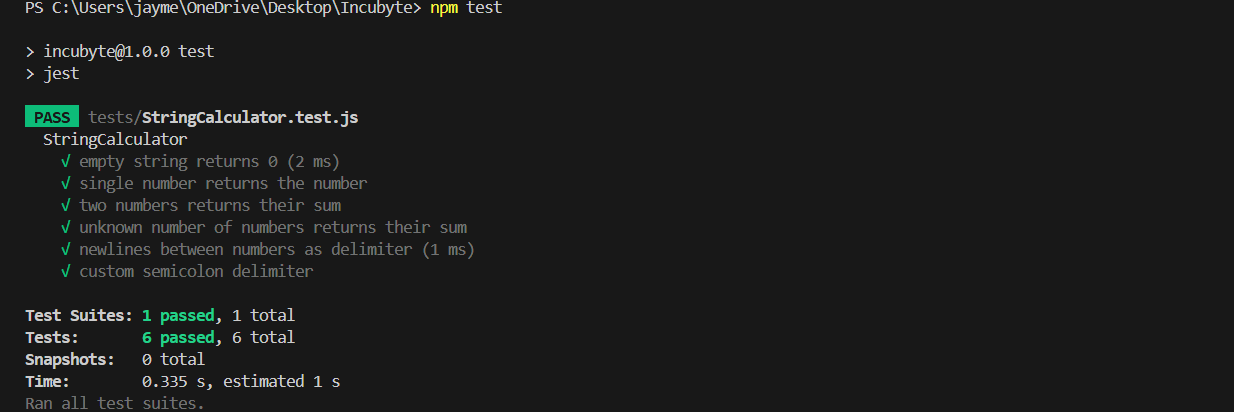 PS C:\Users\jayme\OneDrive\Desktop\Incubyte> npm test
> incubyte@1.0.0 test
> jest
PASS tests/StringCalculator.test.js
StringCalculator
√ empty string returns 0 (2 ms)
√ single number returns the number
√ two numbers returns their sum
√ unknown number of numbers returns their sum
√ newlines between numbers as delimiter (1 ms)
√ custom semicolon delimiter
Test Suites: 1 passed, 1 total
Tests: 6 passed, 6 total
Snapshots: 0 total
Time: 0.335 s, estimated 1 s
Ran all test suites.